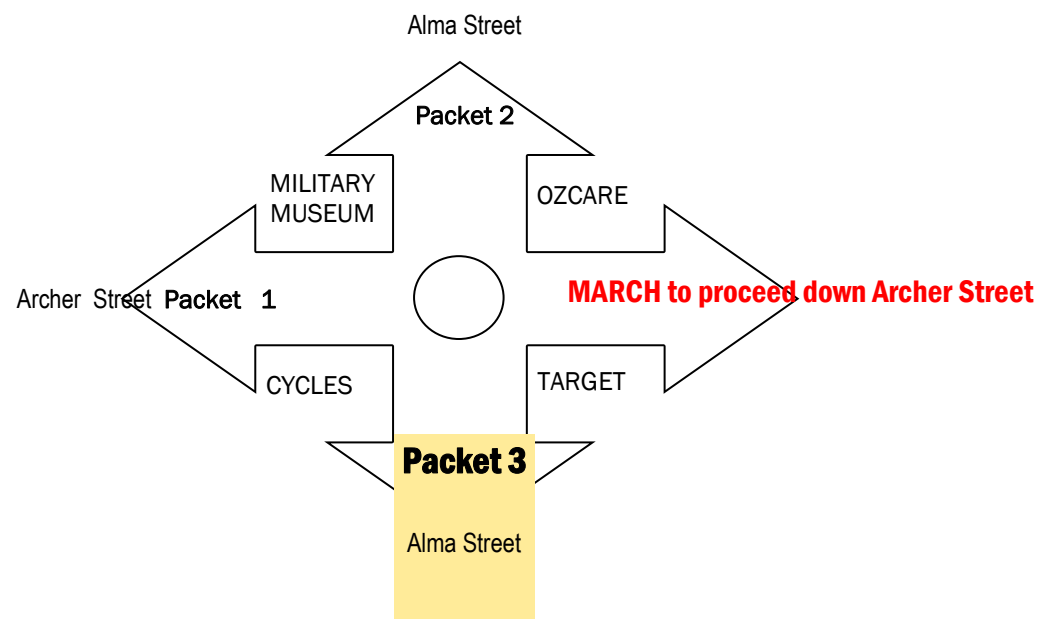 Alma Street
Packet 2
MILITARY
MUSEUM
OZCARE
Archer Street Packet 1
MARCH to proceed down Archer Street
CYCLES
TARGET
Packet 3
Alma Street